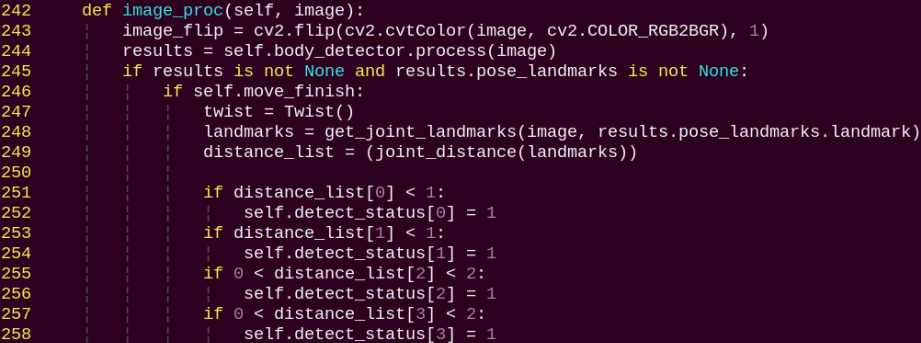 242     def image_proc(self, image):
243         image_flip = cv2.flip(cv2.cvtColor(image, cv2.COLOR_RGB2BGR), 1)
244         results = self.body_detector.process(image)
245         if results is not None and results.pose_landmarks is not None:
246             if self.move_finish:
247                 twist = Twist()
248                 landmarks = get_joint_landmarks(image, results.pose_landmarks.landmark)
249                 distance_list = (joint_distance(landmarks))
250
251                 if distance_list[0] < 1:
252                     self.detect_status[0] = 1
253                 if distance_list[1] < 1:
254                     self.detect_status[1] = 1
255                 if 0 < distance_list[2] < 2:
256                     self.detect_status[2] = 1
257                 if 0 < distance_list[3] < 2:
258                     self.detect_status[3] = 1